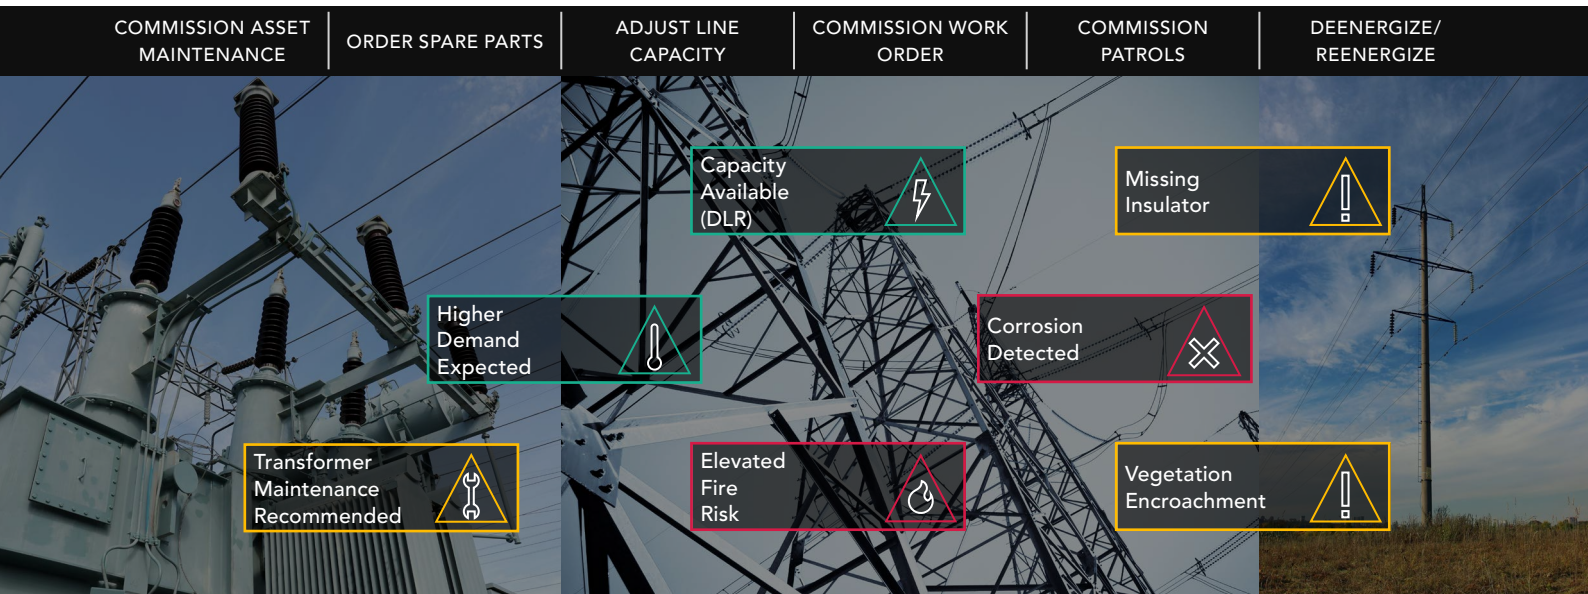 COMMISSION ASSET
MAINTENANCE
ORDER SPARE PARTS
ADJUST LINE
CAPACITY
COMMISSION WORK
ORDER
COMMISSION
PATROLS
DEENERGIZE/
REENERGIZE
Capacity
Available
(DLR)
Missing
Insulator
Higher
Demand
Expected
Corrosion
Detected
Transformer
Maintenance
Recommended
Elevated
Fire
Risk
Vegetation
Encroachment